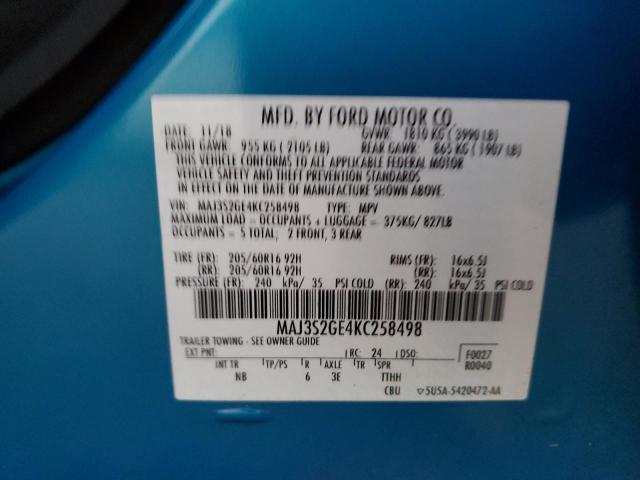 MFD. BY FORD MOTOR CO.
DATE: 11/18 GVWR: 1810 KG ( 3990 LB)
FRONT GAWR: 955 KG ( 2105 LB) REAR GAWR: 865 KG ( 1907 LB)
THIS VEHICLE CONFORMS TO ALL APPLICABLE FEDERAL MOTOR
VEHICLE SAFETY AND THEFT PREVENTION STANDARDS
IN EFFECT ON THE DATE OF MANUFACTURE SHOWN ABOVE.
VIN: MAJ3S2GE4KC258498 TYPE: MPV
MAXIMUM LOAD = OCCUPANTS + LUGGAGE = 375KG/ 827LB
OCCUPANTS = 5 TOTAL; 2 FRONT, 3 REAR
TIRE (FR): 205/60R16 92H RIMS (FR): 16x6.5J
(RR): 205/60R16 92H (RR): 16x6.5J
PRESSURE (FR): 240 kPa/ 35 PSI COLD (RR): 240 kPa/ 35 PSI COLD
MAJ3S2GE4KC258498
TRAILER TOWING - SEE OWNER GUIDE
EXT PNT: RC: 24 DSO: F0027
INT TR TP/PS R AXLE TR SPR R0040
NB 6 3E TTHH
CBU ▽5U5A-5420472-AA